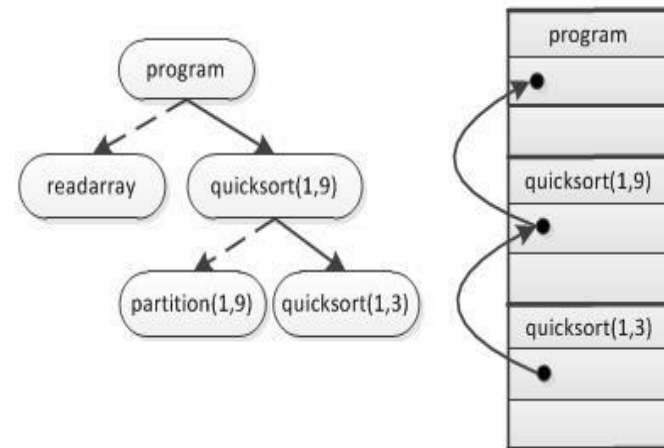 program
readarray
quicksort(1,9)
partition(1,9)
quicksort(1,3)
program
quicksort(1,9)
quicksort(1,3)